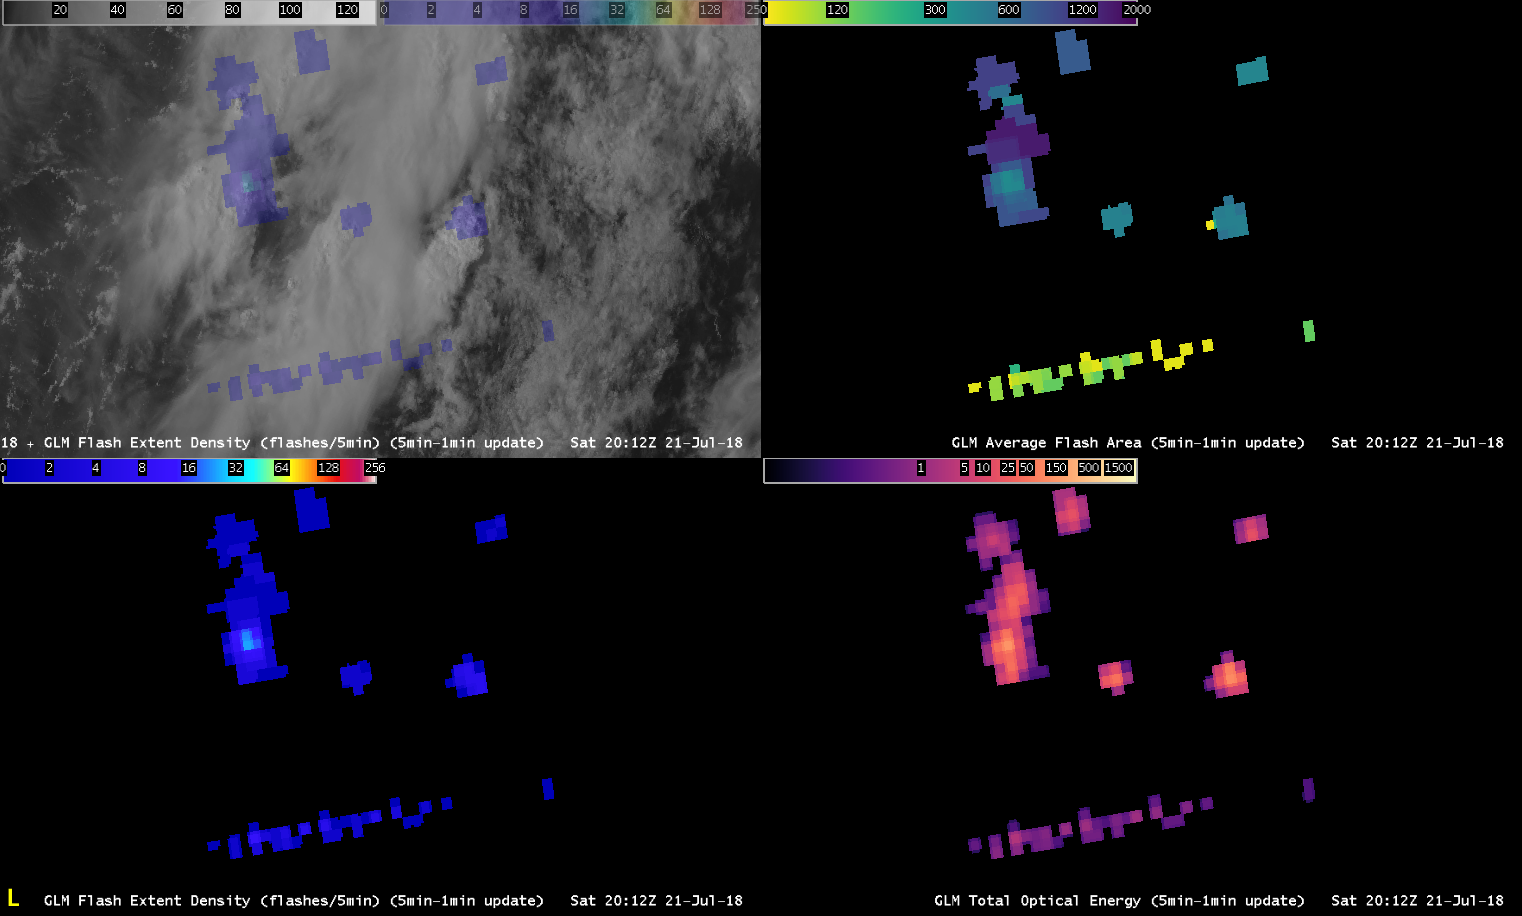 20 40 60 80 100 120 0 2 4 8 16 32 64 128 250
0 120 300 600 1200 2000
18 + GLM Flash Extent Density (flashes/5min) (5min-1min update) Sat 20:12Z 21-Jul-18
GLM Average Flash Area (5min-1min update) Sat 20:12Z 21-Jul-18
0 2 4 8 16 32 64 128 256
1 5 10 25 50 150 500 1500
L GLM Flash Extent Density (flashes/5min) (5min-1min update) Sat 20:12Z 21-Jul-18
GLM Total Optical Energy (5min-1min update) Sat 20:12Z 21-Jul-18